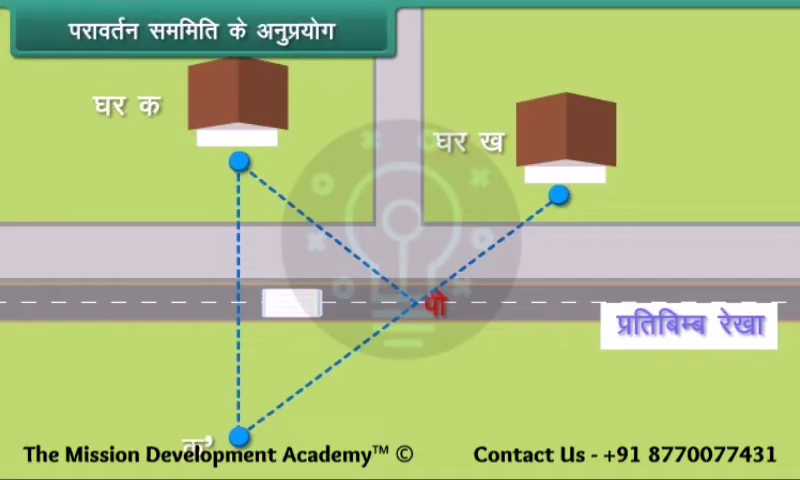 परावर्तन सममिति के अनुप्रयोग
घर क
घर ख
पी
प्रतिबिम्ब रेखा
क’
The Mission Development Academy™ ©
Contact Us - +91 8770077431